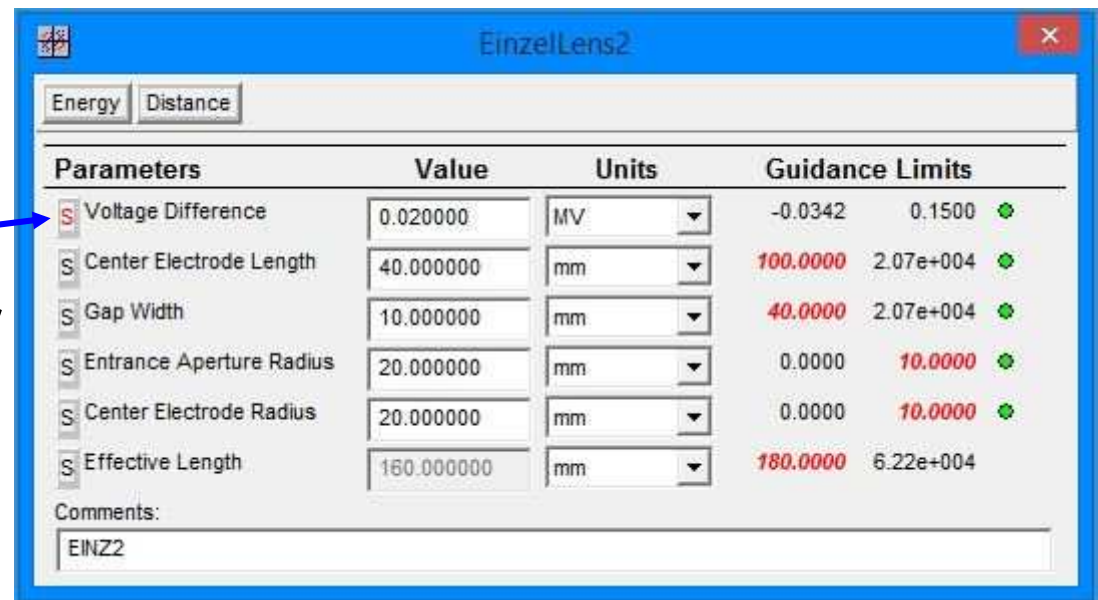 EinzelLens2
Energy Distance
Parameters Value Units Guidance Limits
S Voltage Difference 0.020000 MV -0.0342 0.1500
S Center Electrode Length 40.000000 mm 100.0000 2.07e+004
S Gap Width 10.000000 mm 40.0000 2.07e+004
S Entrance Aperture Radius 20.000000 mm 0.0000 10.0000
S Center Electrode Radius 20.000000 mm 0.0000 10.0000
S Effective Length 160.000000 mm 180.0000 6.22e+004
Comments:
EINZ2